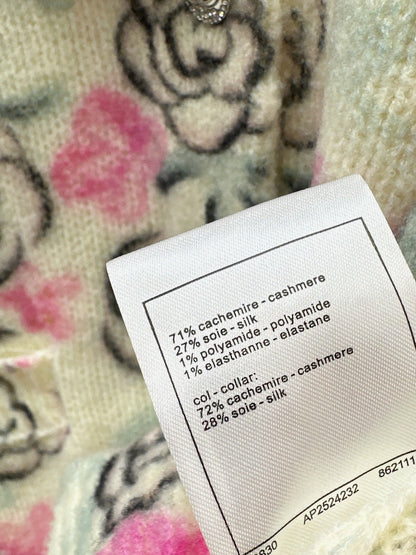 71% cachemire - cashmere
27% soie - silk
1% polyamide - polyamide
1% elasthanne - elastane
col - collar:
72% cachemire - cashmere
28% soie - silk
AP2524232 862111